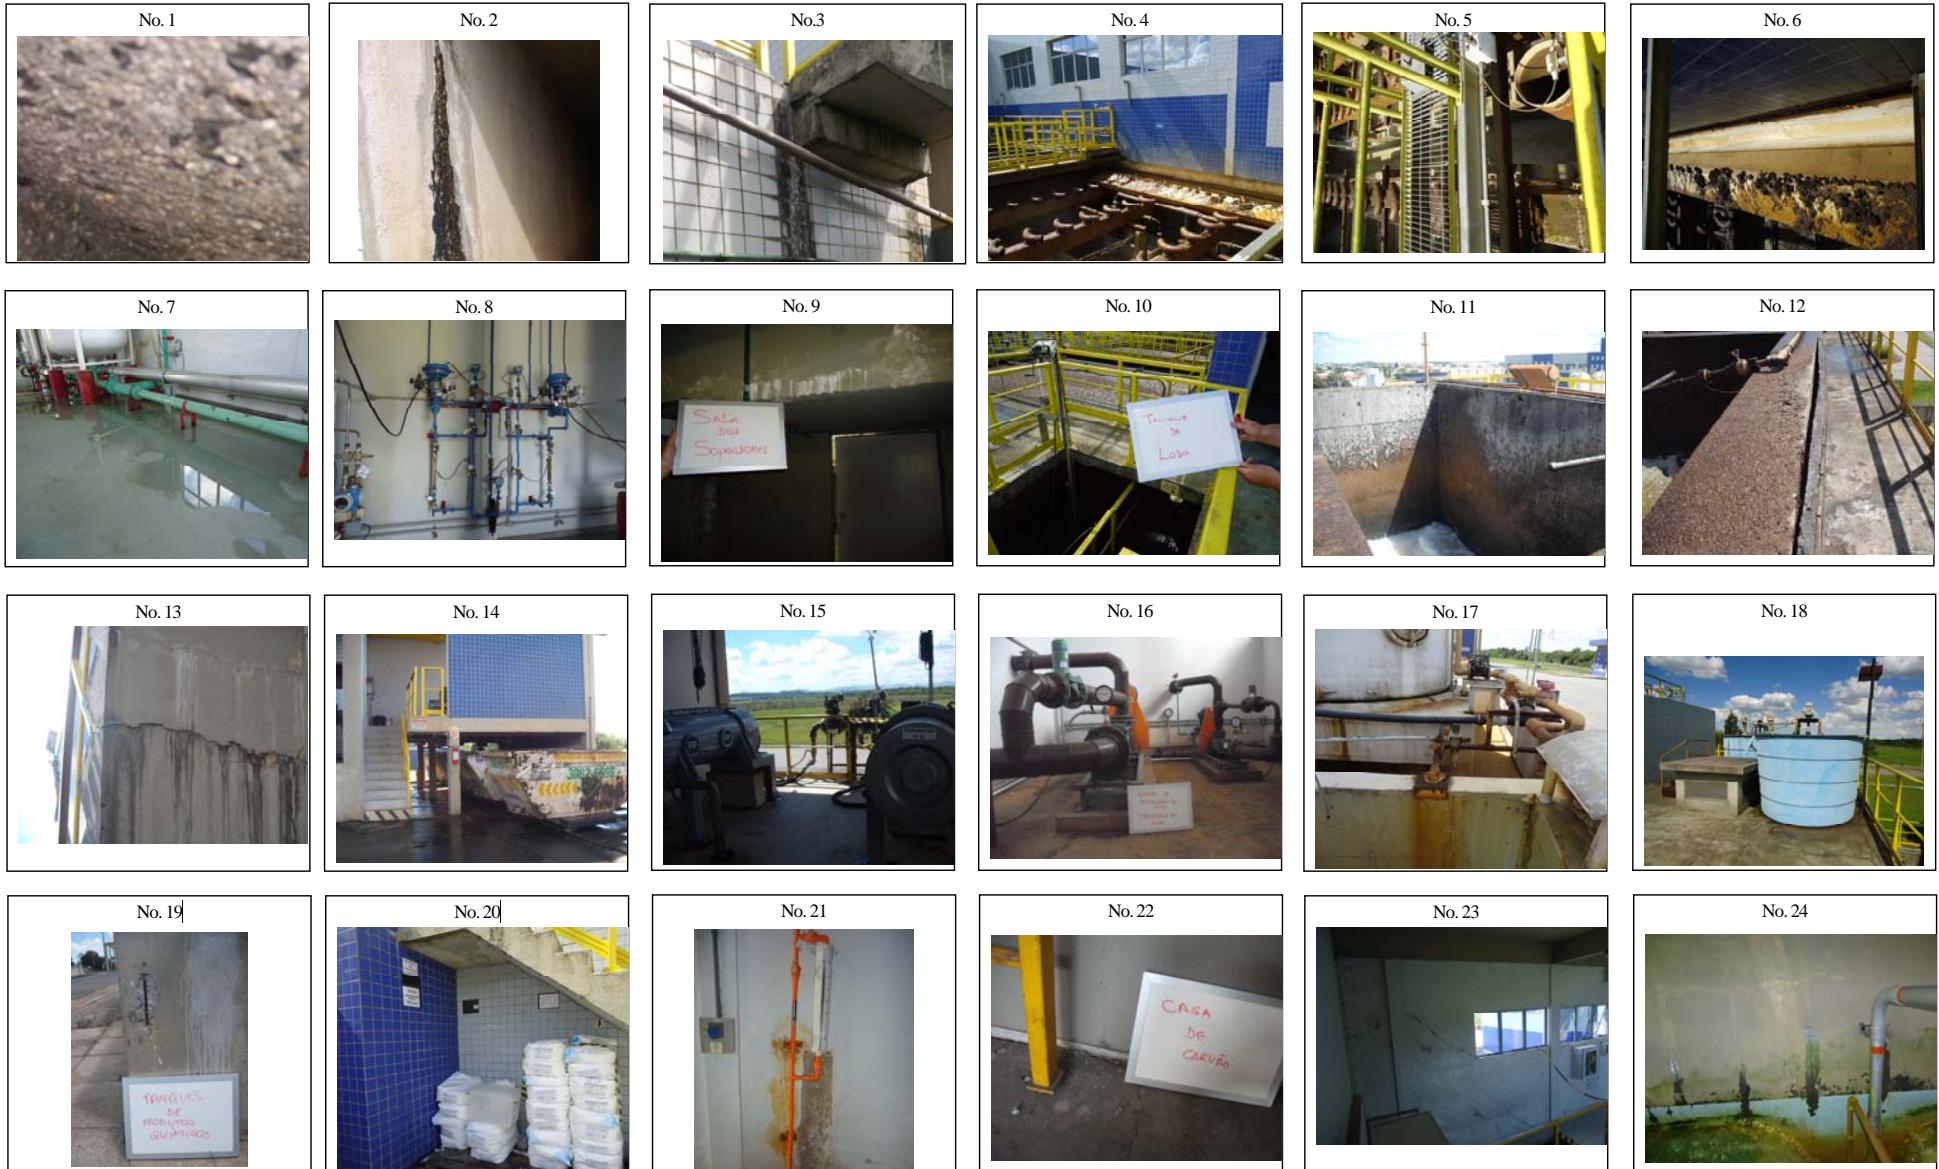 No. 1
No. 2
No.3
No. 4
No. 5
No. 6
No. 7
No. 8
No. 9
SALA
DOS
SOPRADORES
No. 10
TANQUE
DE
LODO
No. 11
No. 12
No. 13
No. 14
No. 15
No. 16
No. 17
No. 18
No. 19
TANQUES
DE
PRODUTOS
QUÍMICOS
No. 20
No. 21
No. 22
CASA
DE
CARVÃO
No. 23
No. 24